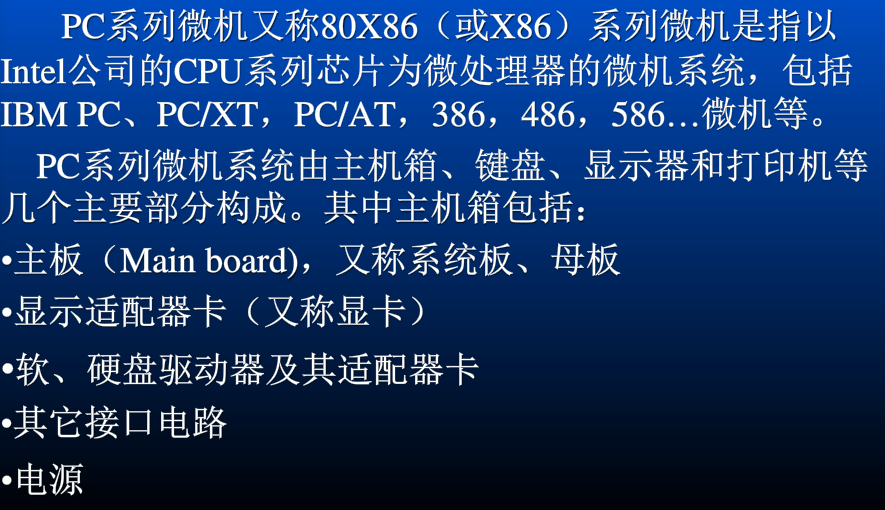 PC系列微机又称80X86（或X86）系列微机是指以
Intel公司的CPU系列芯片为微处理器的微机系统，包括
IBM PC、PC/XT，PC/AT，386，486，586…微机等。
PC系列微机系统由主机箱、键盘、显示器和打印机等
几个主要部分构成。其中主机箱包括：
•主板（Main board)，又称系统板、母板
•显示适配器卡（又称显卡）
•软、硬盘驱动器及其适配器卡
•其它接口电路
•电源